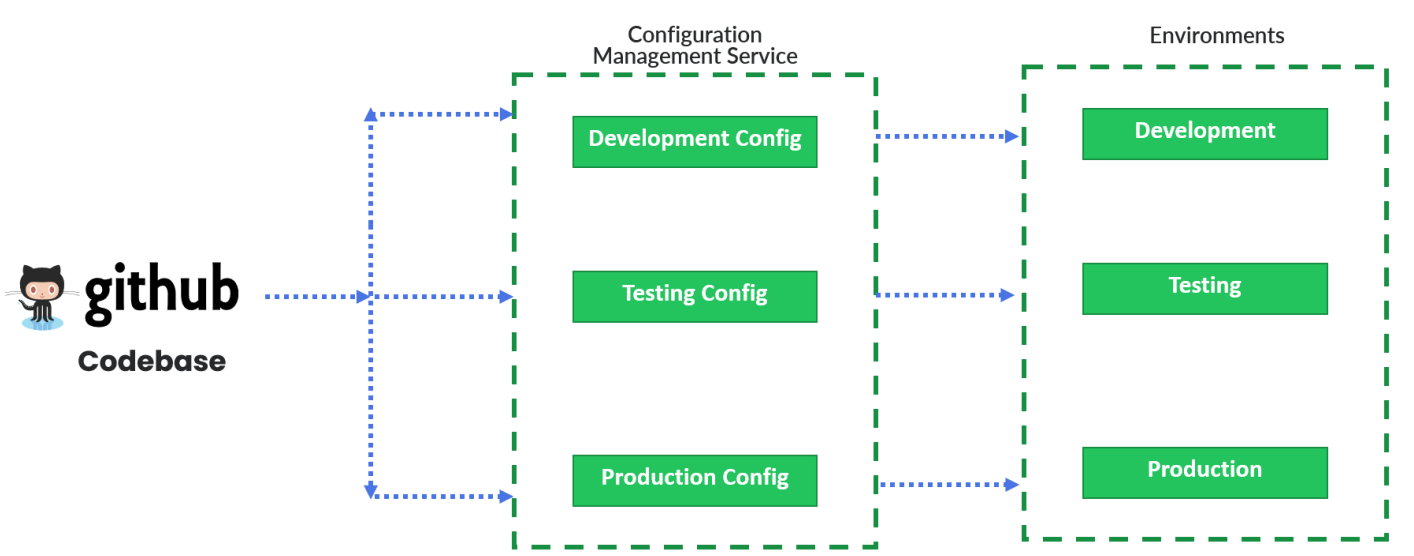 Configuration
Management Service
Environments
Development Config
Development
github
Codebase
Testing Config
Testing
Production Config
Production